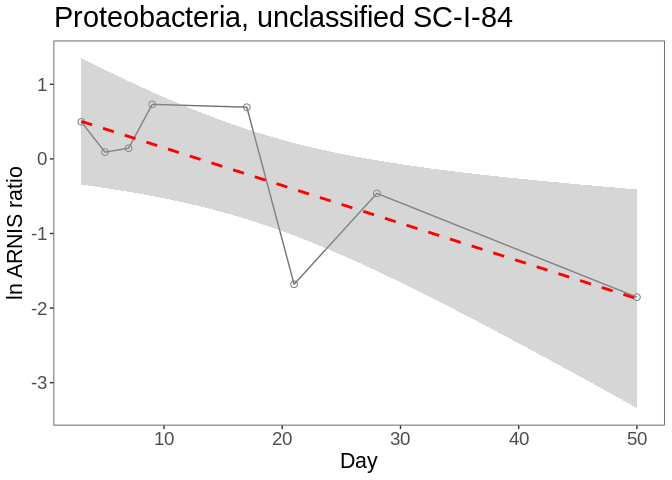 Proteobacteria, unclassified SC-I-84
ln ARNIS ratio
1
0
-1
-2
-3
10 20 30 40 50
Day